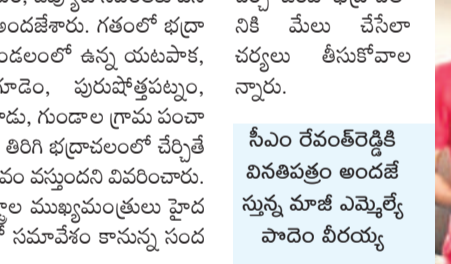 అందజేశారు. గతంలో భద్రా
డలంలో ఉన్న యటపాక,
గూడెం, పురుషోత్తపట్నం,
డు, గుండాల గ్రామ పంచా
తిరిగి భద్రాచలంలో చేర్చితే
వం వస్తుందని వివరించారు.
ముఖ్యమంత్రులు హైద
సమావేశం కానున్న సంద
నికి మేలు చేసేలా
చర్యలు తీసుకోవాల
న్నారు.
సీఎం రేవంత్‌రెడ్డికి
వినతిపత్రం అందజే
స్తున్న మాజీ ఎమ్మెల్యే
పొదెం వీరయ్య